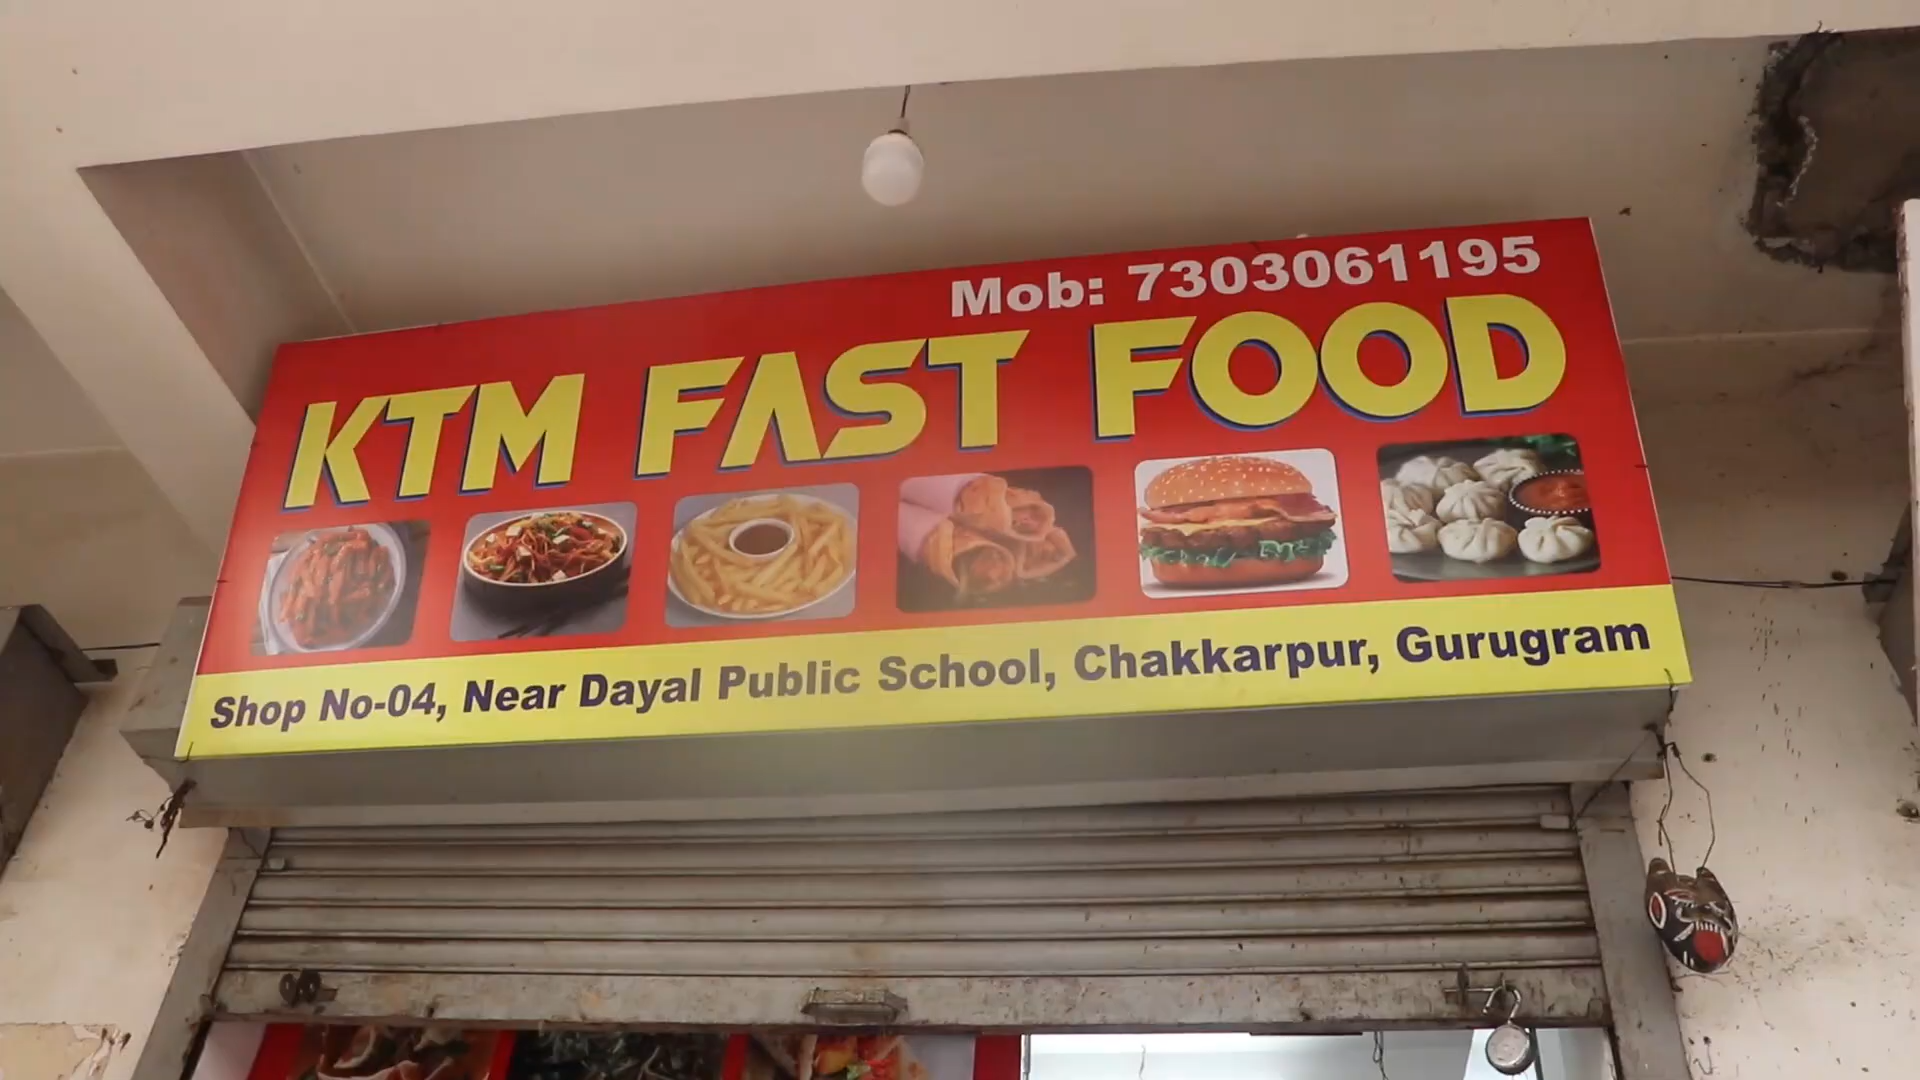 Mob: 7303061195
KTM FAST FOOD
Shop No-04, Near Dayal Public School, Chakkarpur, Gurugram